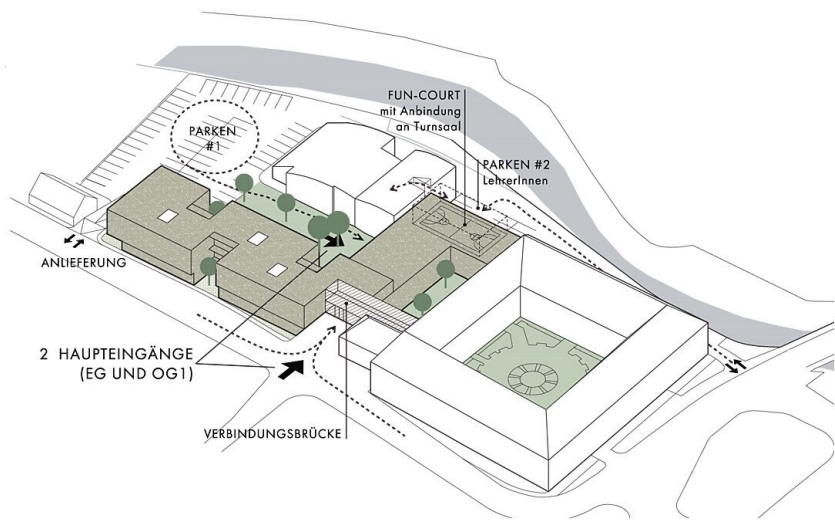 FUN-COURT
mit Anbindung
an Turnsaal
PARKEN
#1
PARKEN #2
LehrerInnen
ANLIEFERUNG
2 HAUPTEINGÄNGE
(EG UND OG1)
VERBINDUNGSBRÜCKE